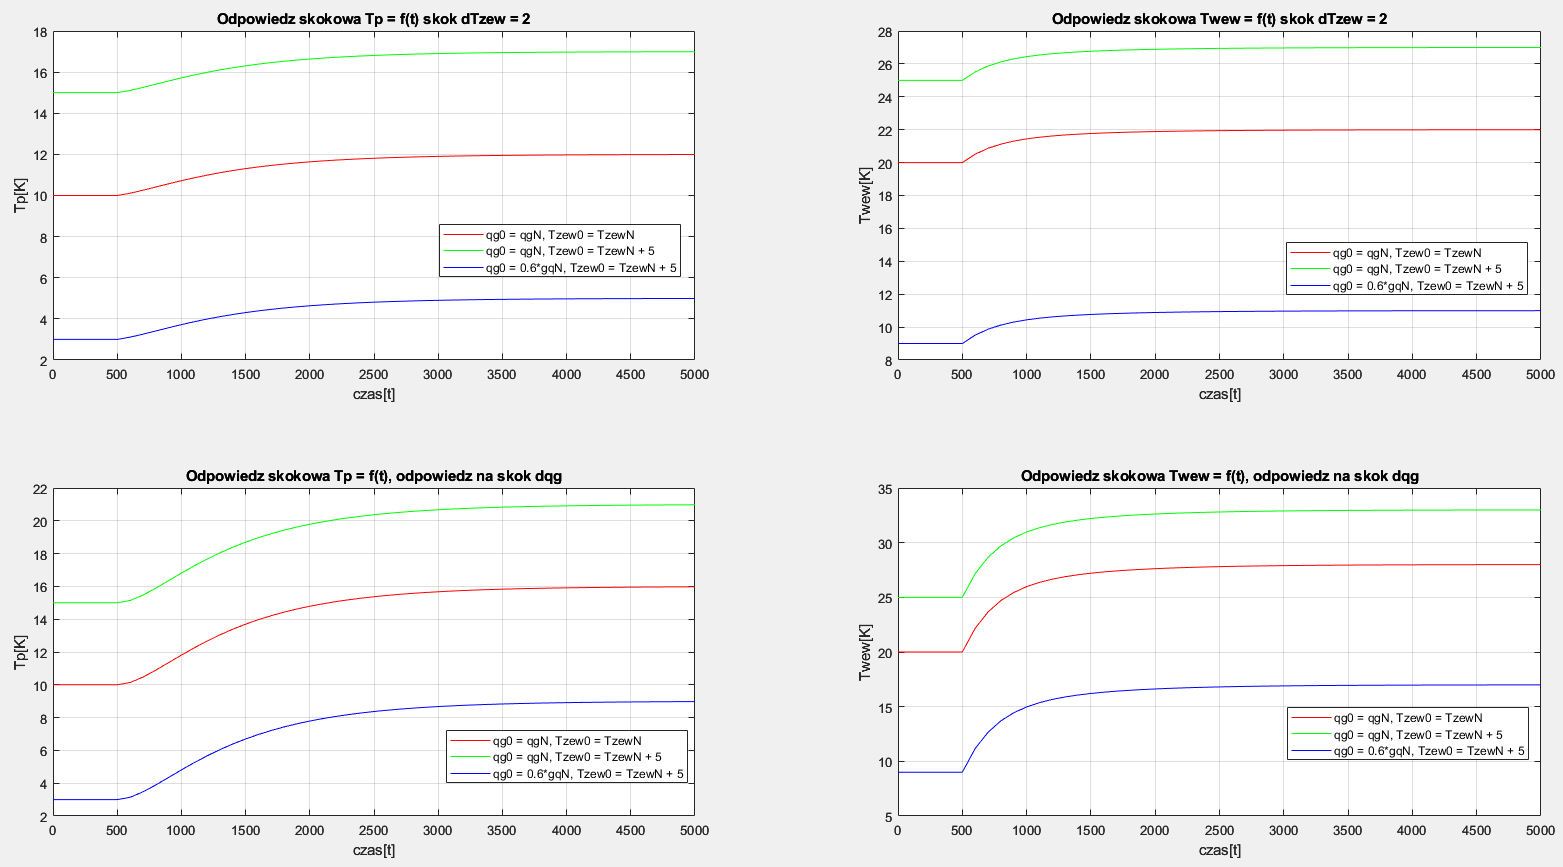 Odpowiedz skokowa Tp = f(t) skok dTzew = 2
18
16
14
12
10
8
6
4
2
Tp[K]
qg0 = qgN, Tzew0 = TzewN
qg0 = qgN, Tzew0 = TzewN + 5
qg0 = 0.6*gqN, Tzew0 = TzewN + 5
0 500 1000 1500 2000 2500 3000 3500 4000 4500 5000
czas[t]
Odpowiedz skokowa Twew = f(t) skok dTzew = 2
28
26
24
22
20
18
16
14
12
10
8
Twew[K]
qg0 = qgN, Tzew0 = TzewN
qg0 = qgN, Tzew0 = TzewN + 5
qg0 = 0.6*gqN, Tzew0 = TzewN + 5
0 500 1000 1500 2000 2500 3000 3500 4000 4500 5000
czas[t]
Odpowiedz skokowa Tp = f(t), odpowiedz na skok dqg
22
20
18
16
14
12
10
8
6
4
2
Tp[K]
qg0 = qgN, Tzew0 = TzewN
qg0 = qgN, Tzew0 = TzewN + 5
qg0 = 0.6*gqN, Tzew0 = TzewN + 5
0 500 1000 1500 2000 2500 3000 3500 4000 4500 5000
czas[t]
Odpowiedz skokowa Twew = f(t), odpowiedz na skok dqg
35
30
25
20
15
10
5
Twew[K]
qg0 = qgN, Tzew0 = TzewN
qg0 = qgN, Tzew0 = TzewN + 5
qg0 = 0.6*gqN, Tzew0 = TzewN + 5
0 500 1000 1500 2000 2500 3000 3500 4000 4500 5000
czas[t]